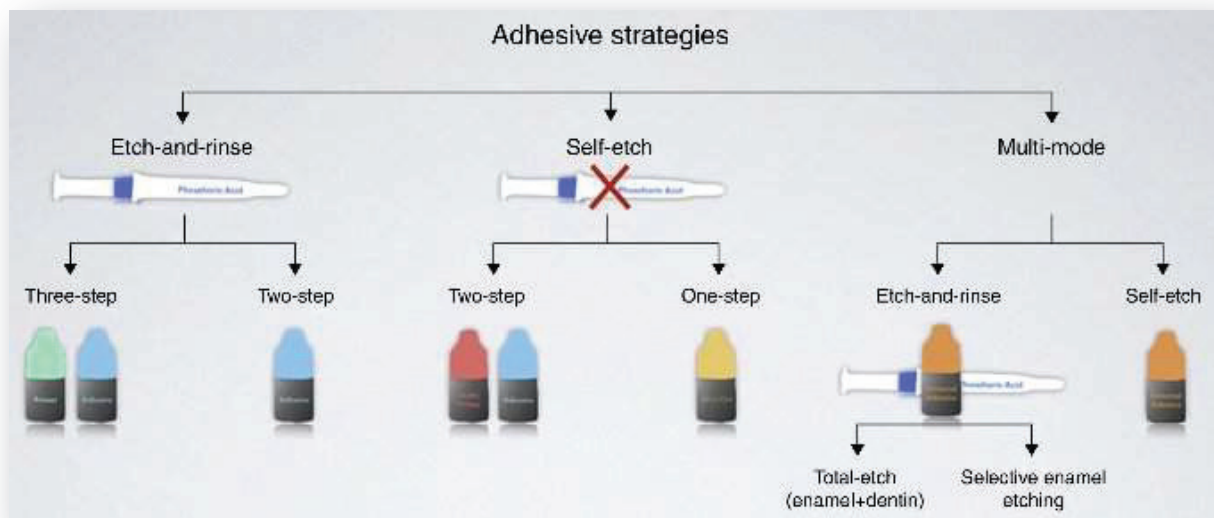 Adhesive strategies
Etch-and-rinse
Self-etch
Multi-mode
Phosphoric Acid
Phosphoric Acid
Three-step
Two-step
Two-step
One-step
Etch-and-rinse
Self-etch
Primer
Adhesive
Adhesive
Adhesive
Phosphoric Acid
Total-etch
(enamel+dentin)
Selective enamel
etching